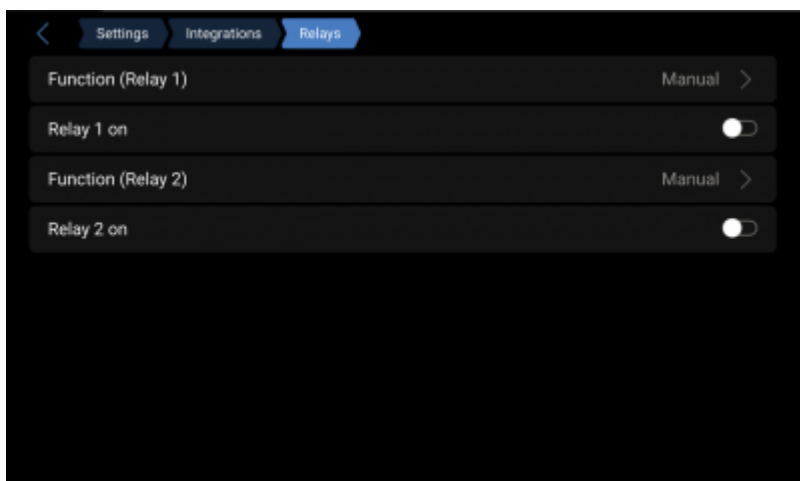 Settings Integrations Relays
Function (Relay 1) Manual
Relay 1 on
Function (Relay 2) Manual
Relay 2 on